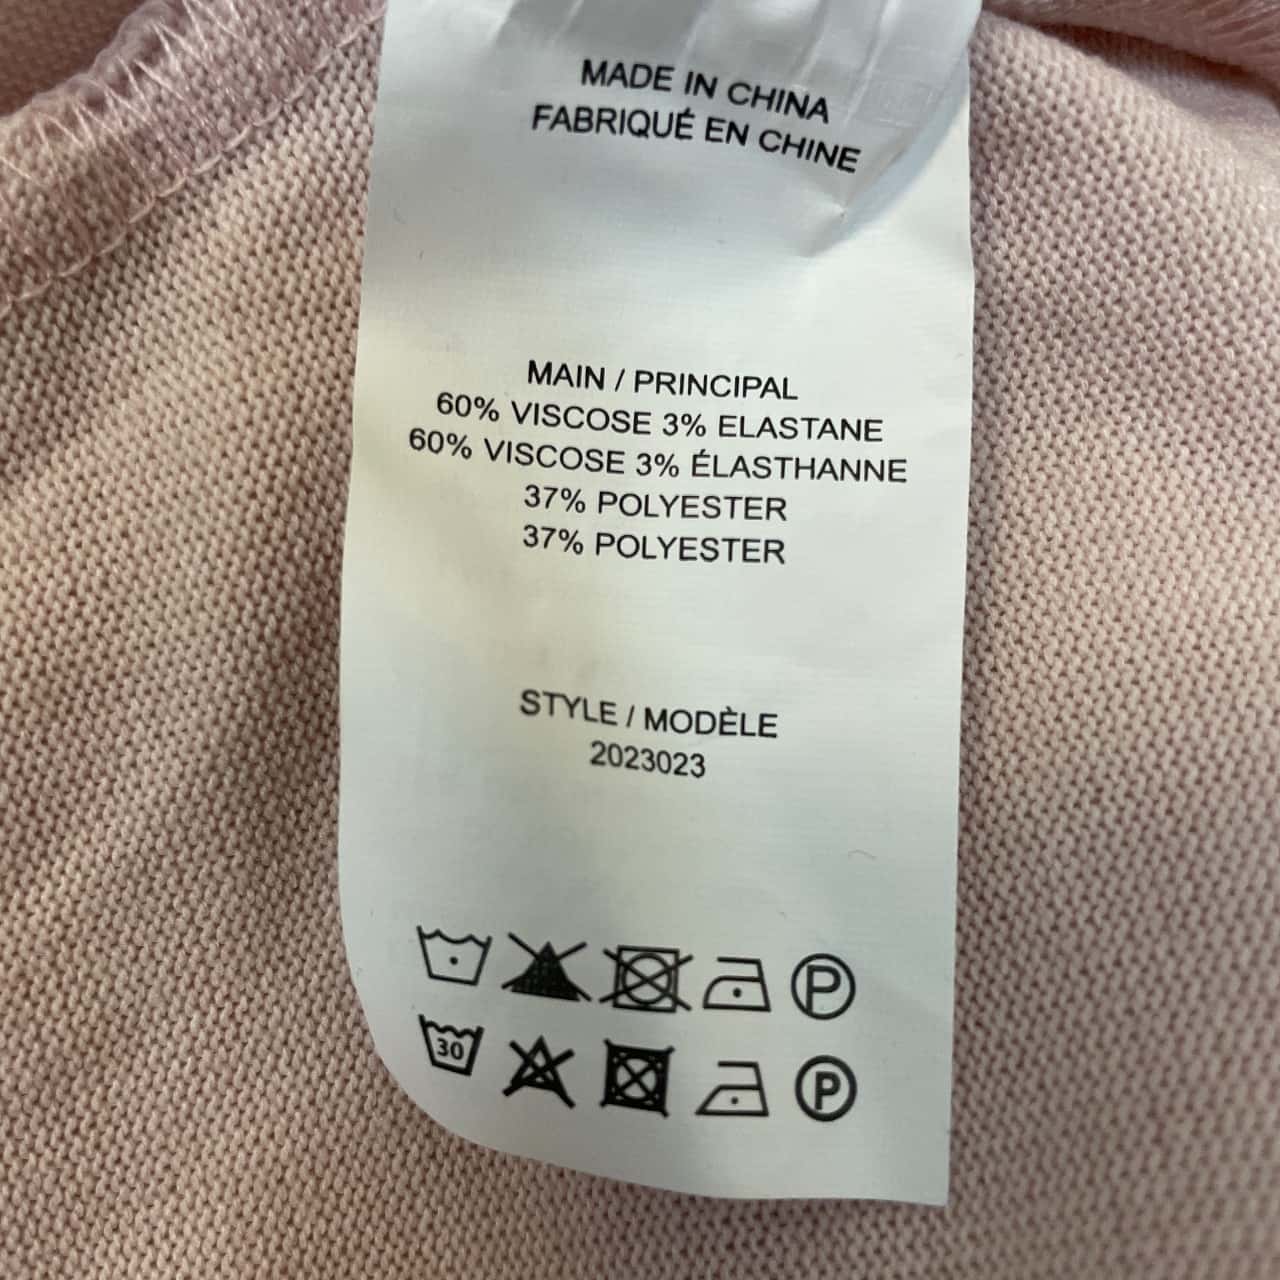 MADE IN CHINA
FABRIQUÉ EN CHINE
MAIN / PRINCIPAL
60% VISCOSE 3% ELASTANE
60% VISCOSE 3% ÉLASTHANNE
37% POLYESTER
37% POLYESTER
STYLE / MODÈLE
2023023
P
30 P